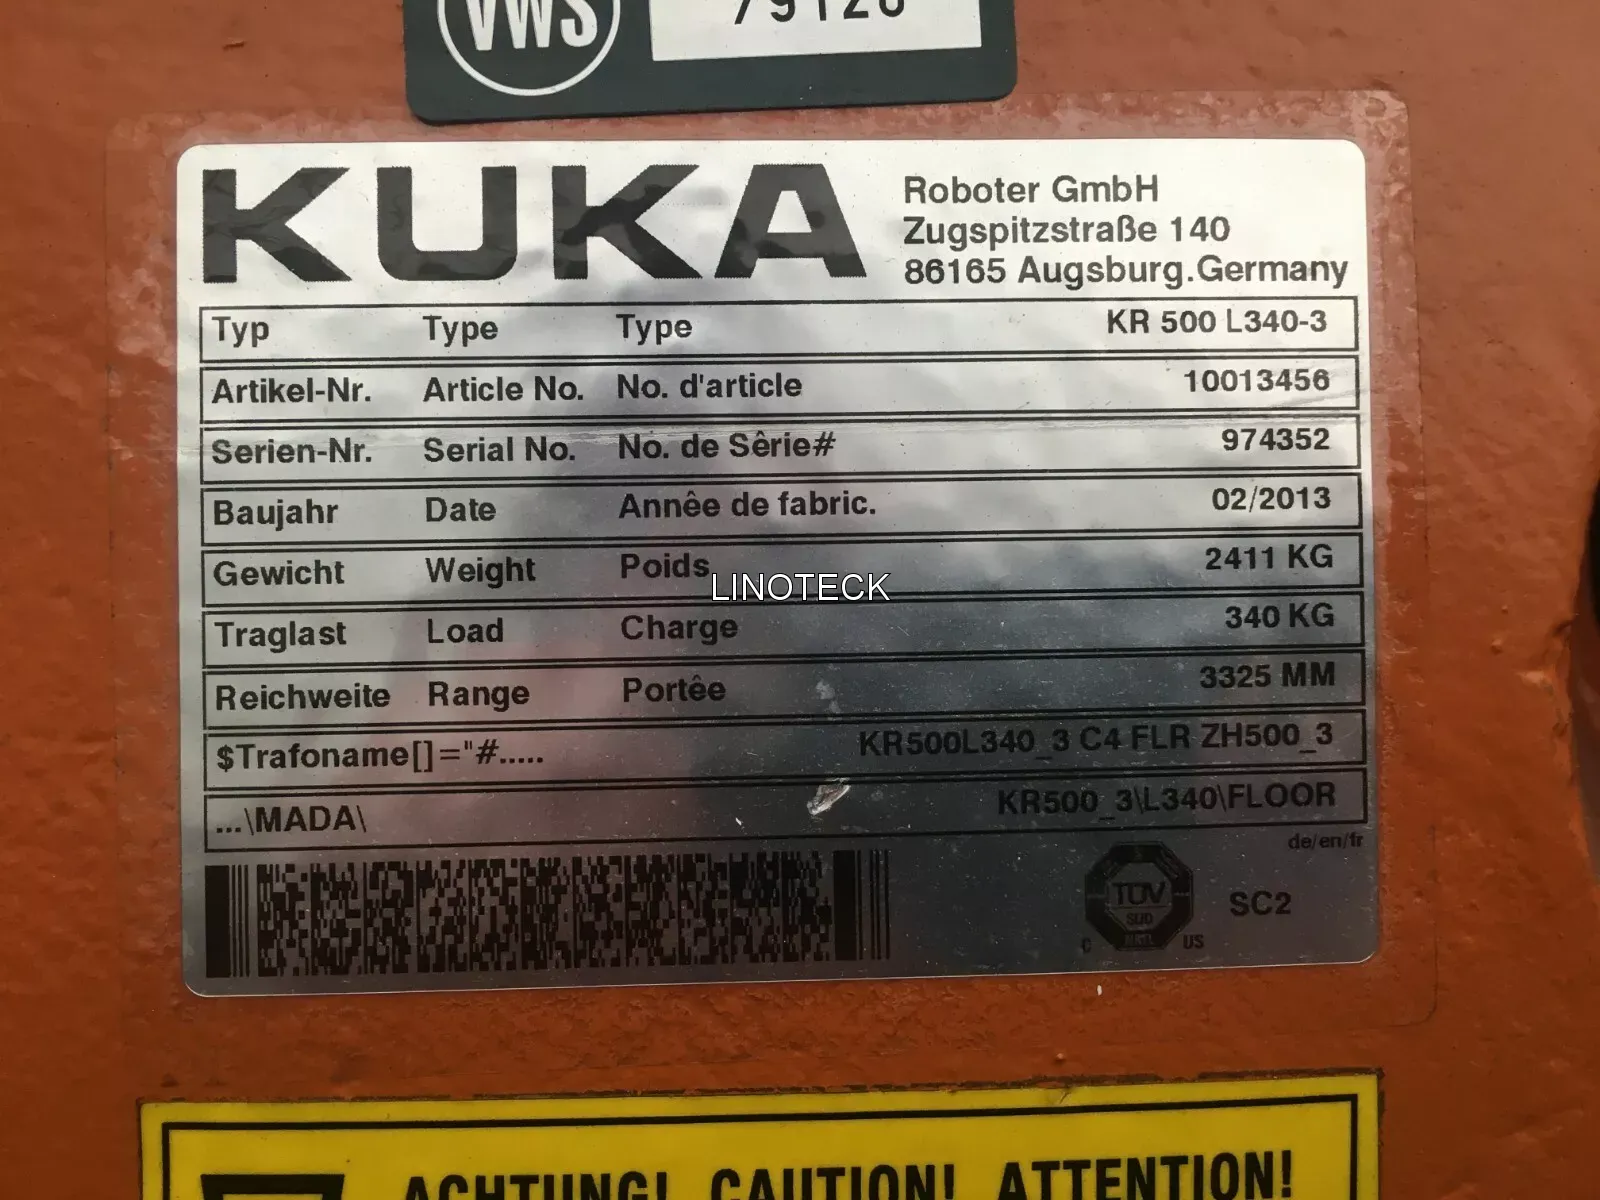 VWS
79128
KUKA
Roboter GmbH
Zugspitzstraße 140
86165 Augsburg.Germany
Typ Type Type KR 500 L340-3
Artikel-Nr. Article No. No. d'article 10013456
Serien-Nr. Serial No. No. de Sêrie# 974352
Baujahr Date Annêe de fabric. 02/2013
Gewicht Weight Poids 2411 KG
LINOTECK
Traglast Load Charge 340 KG
Reichweite Range Portêe 3325 MM
$Trafoname[]="#..... KR500L340_3 C4 FLR ZH500_3
...\MADA\ KR500_3\L340\FLOOR
de/en/fr
TÜV
SÜD
C US
SC2
ACHTUNG! CAUTION! ATTENTION!